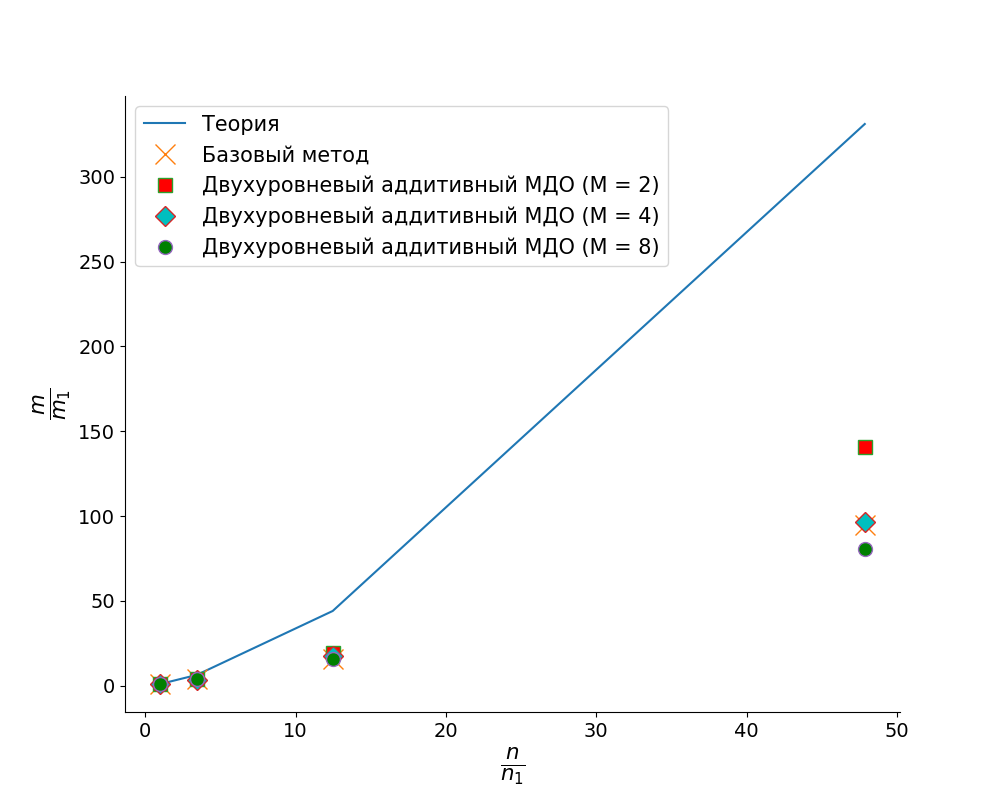 Теория
Базовый метод
Двухуровневый аддитивный МДО (M = 2)
Двухуровневый аддитивный МДО (M = 4)
Двухуровневый аддитивный МДО (M = 8)
300
250
200
150
100
50
0
m
m₁
0 10 20 30 40 50
n
n₁